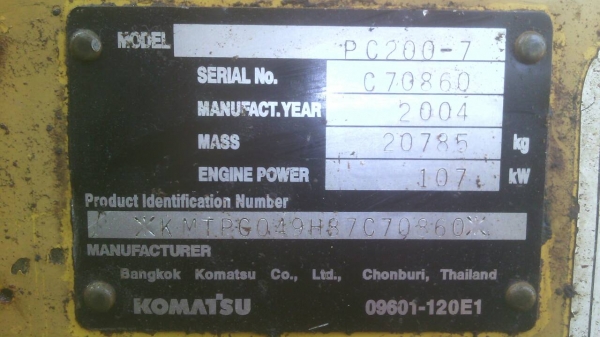 MODEL PC200-7
SERIAL No. C70860
MANUFACT.YEAR 2004
MASS 20785 kg
ENGINE POWER 107 kW
Product Identification Number
MANUFACTURER
Bangkok Komatsu Co., Ltd., Chonburi, Thailand
KOMATSU 09601-120E1